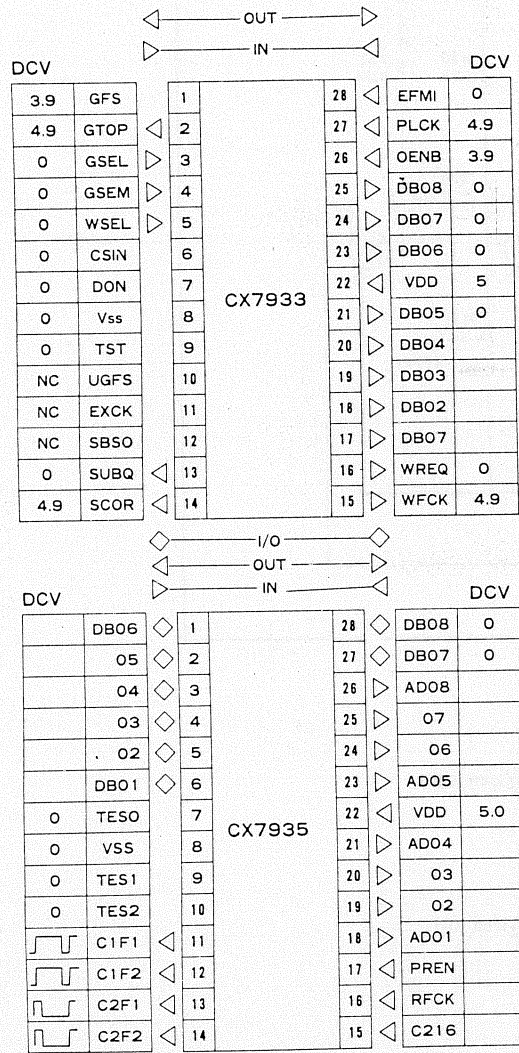 OUT
IN
DCV DCV
3.9 GFS 1 28 EFMI 0
4.9 GTOP 2 27 PLCK 4.9
0 GSEL 3 26 OENB 3.9
0 GSEM 4 25 DB08 0
0 WSEL 5 24 DB07 0
0 CSIN 6 23 DB06 0
0 DON 7 22 VDD 5
CX7933
0 Vss 8 21 DB05 0
0 TST 9 20 DB04
NC UGFS 10 19 DB03
NC EXCK 11 18 DB02
NC SBSO 12 17 DB07
0 SUBQ 13 16 WREQ 0
4.9 SCOR 14 15 WFCK 4.9
I/O
OUT
IN
DCV DCV
DB06 1 28 DB08 0
05 2 27 DB07 0
04 3 26 AD08
03 4 25 07
02 5 24 06
DB01 6 23 AD05
0 TES0 7 22 VDD 5.0
CX7935
0 VSS 8 21 AD04
0 TES1 9 20 03
0 TES2 10 19 02
C1F1 11 18 AD01
C1F2 12 17 PREN
C2F1 13 16 RFCK
C2F2 14 15 C216